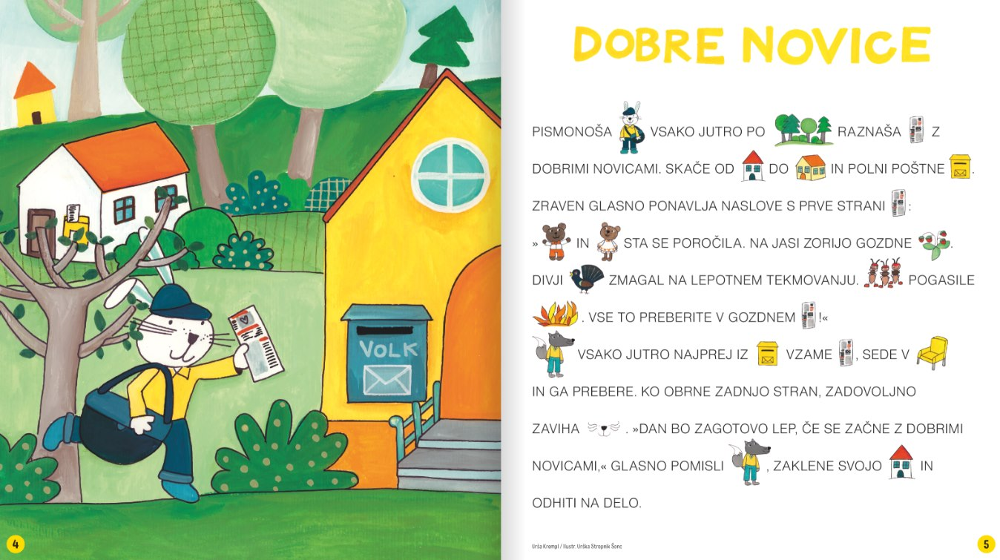 VOLK
4
DOBRE NOVICE
PISMONOŠA VSAKO JUTRO PO RAZNAŠA Z
DOBRIMI NOVICAMI. SKAČE OD DO IN POLNI POŠTNE .
ZRAVEN GLASNO PONAVLJA NASLOVE S PRVE STRANI :
» IN STA SE POROČILA. NA JASI ZORIJO GOZDNE .
DIVJI ZMAGAL NA LEPOTNEM TEKMOVANJU. POGASILE
. VSE TO PREBERITE V GOZDNEM !«
VSAKO JUTRO NAJPREJ IZ VZAME , SEDE V
IN GA PREBERE. KO OBRNE ZADNJO STRAN, ZADOVOLJNO
ZAVIHA . »DAN BO ZAGOTOVO LEP, ČE SE ZAČNE Z DOBRIMI
NOVICAMI,« GLASNO POMISLI , ZAKLENE SVOJO IN
ODHITI NA DELO.
Urša Krempl / Ilustr. Urška Stropnik Šonc
5